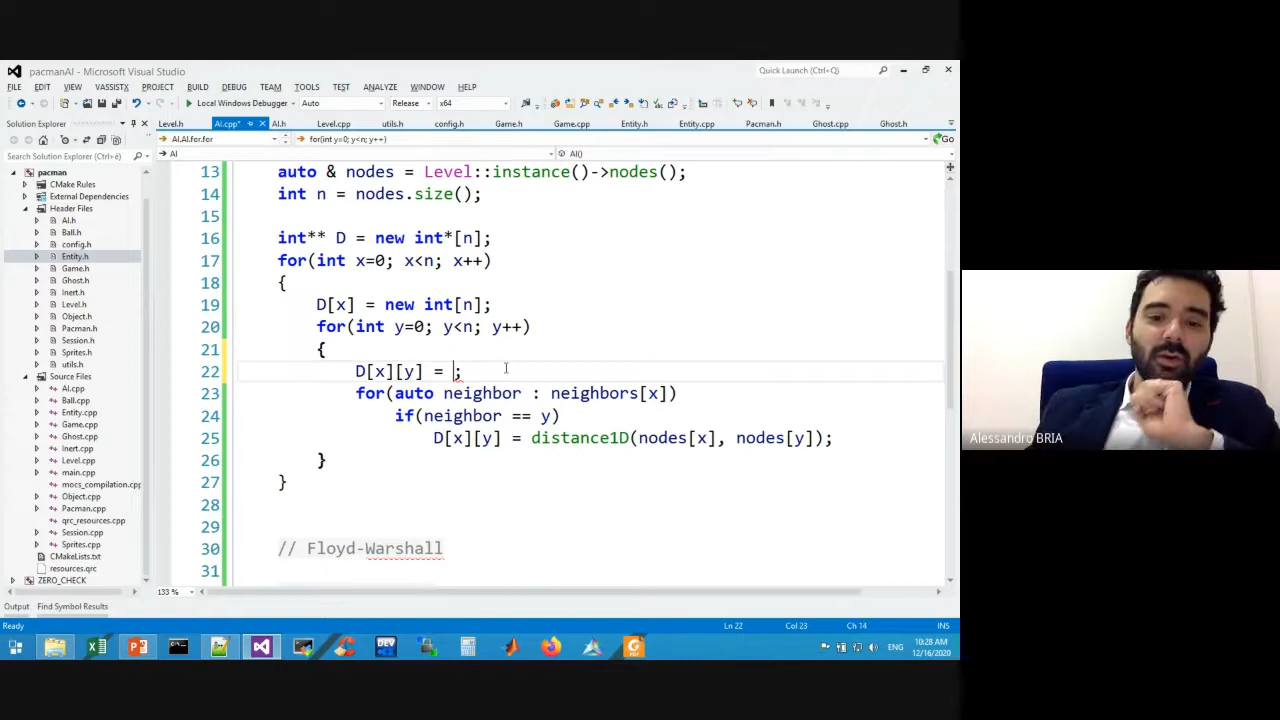 pacmanAI - Microsoft Visual Studio
Quick Launch (Ctrl+Q)
FILE EDIT VIEW VASSISTX PROJECT BUILD DEBUG TEAM TOOLS TEST ANALYZE WINDOW HELP
Local Windows Debugger Auto Release x64
Solution Explorer
Level.h AI.cpp* AI.h Level.cpp utils.h config.h Game.h Game.cpp Entity.h Entity.cpp Pacman.h Ghost.cpp Ghost.h
AI.AI.for.for for(int y=0; y<n; y++) Go
Search Solution Explorer (Ctrl+è)
AI AI()
pacman
CMake Rules
External Dependencies
Header Files
AI.h
Ball.h
config.h
Entity.h
Game.h
Ghost.h
Inert.h
Level.h
Object.h
Pacman.h
Session.h
Sprites.h
utils.h
Source Files
AI.cpp
Ball.cpp
Entity.cpp
Game.cpp
Ghost.cpp
Inert.cpp
Level.cpp
main.cpp
mocs_compilation.cp
Object.cpp
Pacman.cpp
qrc_resources.cpp
Session.cpp
Sprites.cpp
CMakeLists.txt
resources.qrc
ZERO_CHECK
13 auto & nodes = Level::instance()->nodes();
14 int n = nodes.size();
15
16 int** D = new int*[n];
17 for(int x=0; x<n; x++)
18 {
19 D[x] = new int[n];
20 for(int y=0; y<n; y++)
21 {
22 D[x][y] = ;
23 for(auto neighbor : neighbors[x])
24 if(neighbor == y)
25 D[x][y] = distance1D(nodes[x], nodes[y]);
26 }
27 }
28
29
30 // Floyd-Warshall
31
133 %
Output Find Symbol Results
Ready Ln 22 Col 23 Ch 14 INS
DEV
PDF
ENG
10:28 AM
12/16/2020
Alessandro BRIA